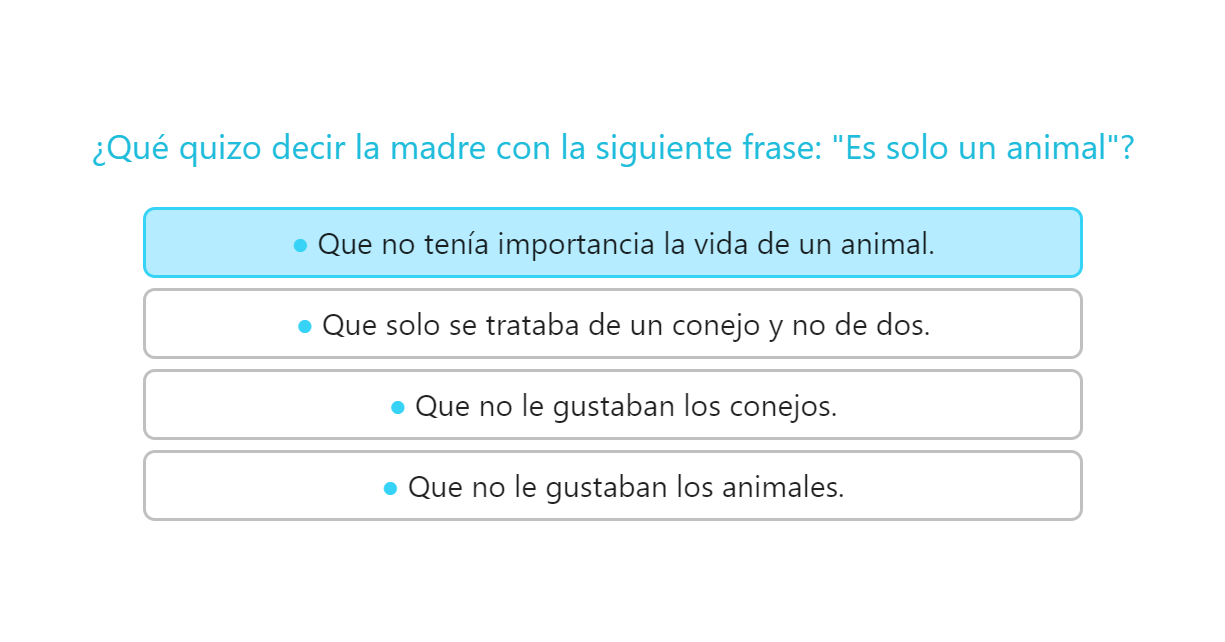 ¿Qué quizo decir la madre con la siguiente frase: "Es solo un animal"?
● Que no tenía importancia la vida de un animal.
● Que solo se trataba de un conejo y no de dos.
● Que no le gustaban los conejos.
● Que no le gustaban los animales.